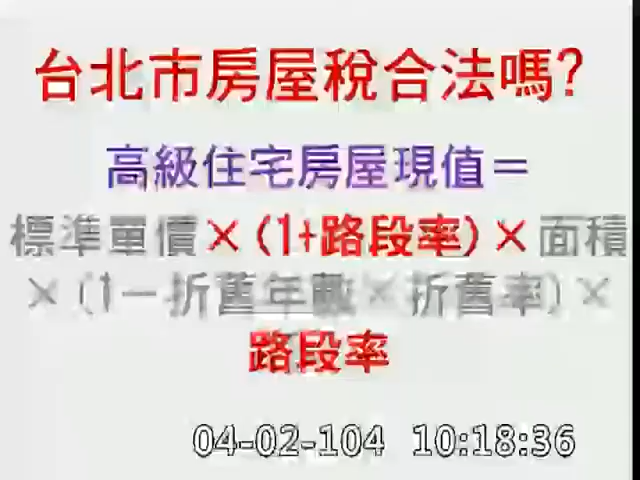 台北市房屋稅合法嗎?
高級住宅房屋現值＝
標準單價×(1+路段率)×面積
×(1－折舊年數×折舊率)×
路段率
04-02-104 10:18:36